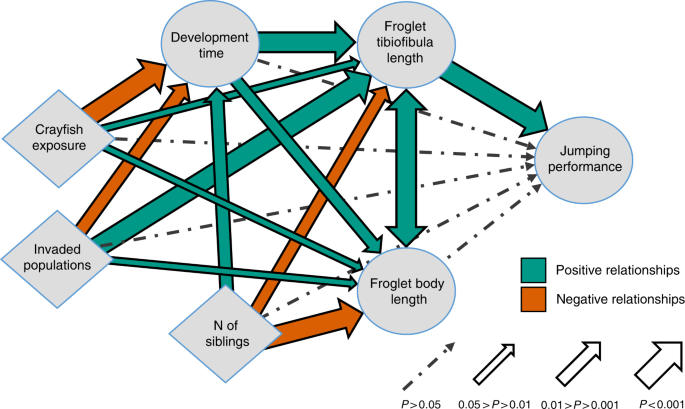 Development
time
Froglet
tibiofibula
length
Crayfish
exposure
Jumping
performance
Invaded
populations
Froglet body
length
N of
siblings
Positive relationships
Negative relationships
P>0.05
0.05>P>0.01
0.01>P>0.001
P<0.001